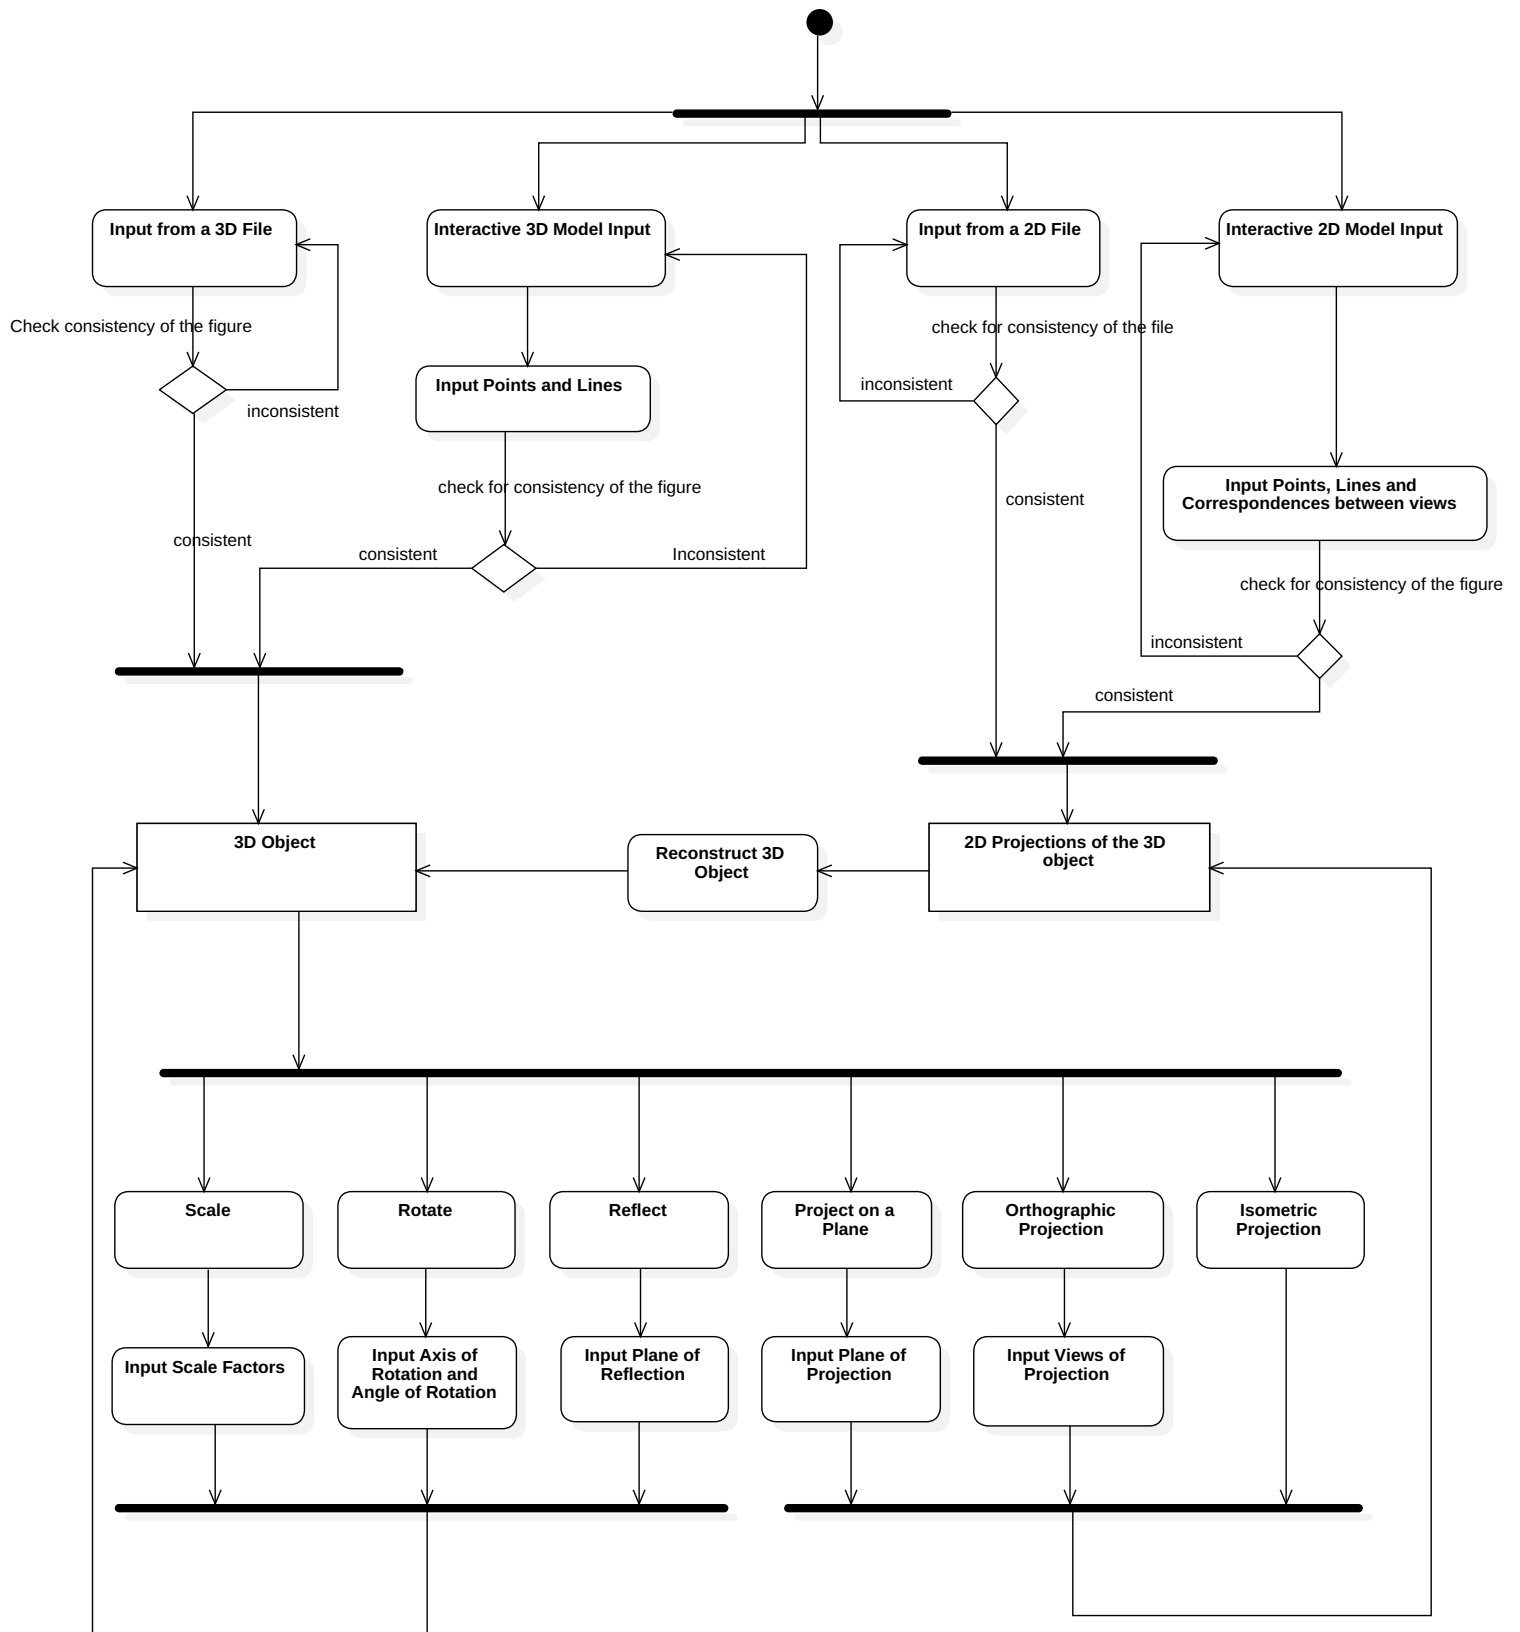 Input from a 3D File
Interactive 3D Model Input
Input from a 2D File
Interactive 2D Model Input
Check consistency of the figure
check for consistency of the file
inconsistent
Input Points and Lines
inconsistent
check for consistency of the figure
consistent
Input Points, Lines and
Correspondences between views
consistent
consistent
Inconsistent
check for consistency of the figure
inconsistent
consistent
3D Object
Reconstruct 3D
Object
2D Projections of the 3D
object
Scale
Rotate
Reflect
Project on a
Plane
Orthographic
Projection
Isometric
Projection
Input Scale Factors
Input Axis of
Rotation and
Angle of Rotation
Input Plane of
Reflection
Input Plane of
Projection
Input Views of
Projection